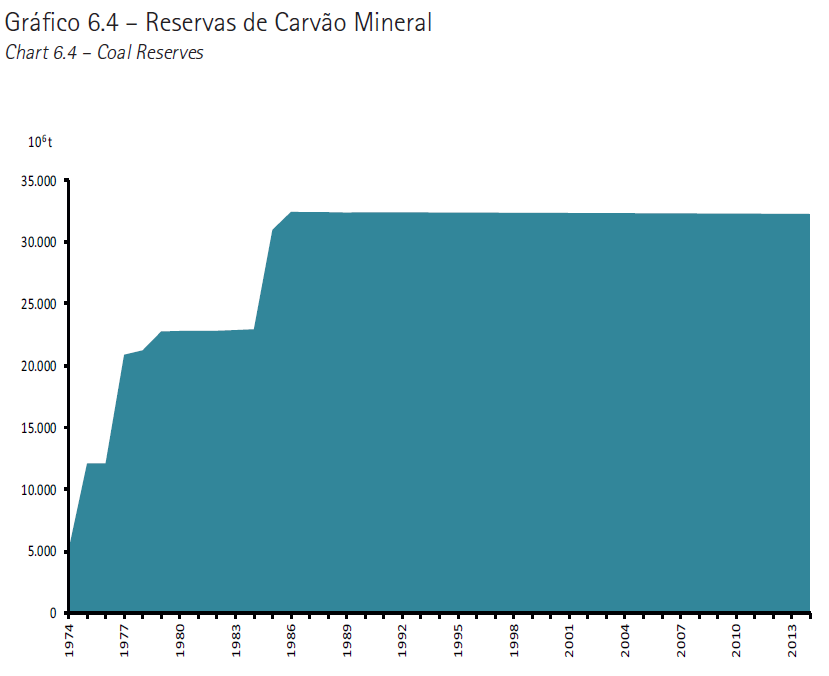 Gráfico 6.4 – Reservas de Carvão Mineral
Chart 6.4 – Coal Reserves
10⁶ t
35.000
30.000
25.000
20.000
15.000
10.000
5.000
0
1974 1977 1980 1983 1986 1989 1992 1995 1998 2001 2004 2007 2010 2013